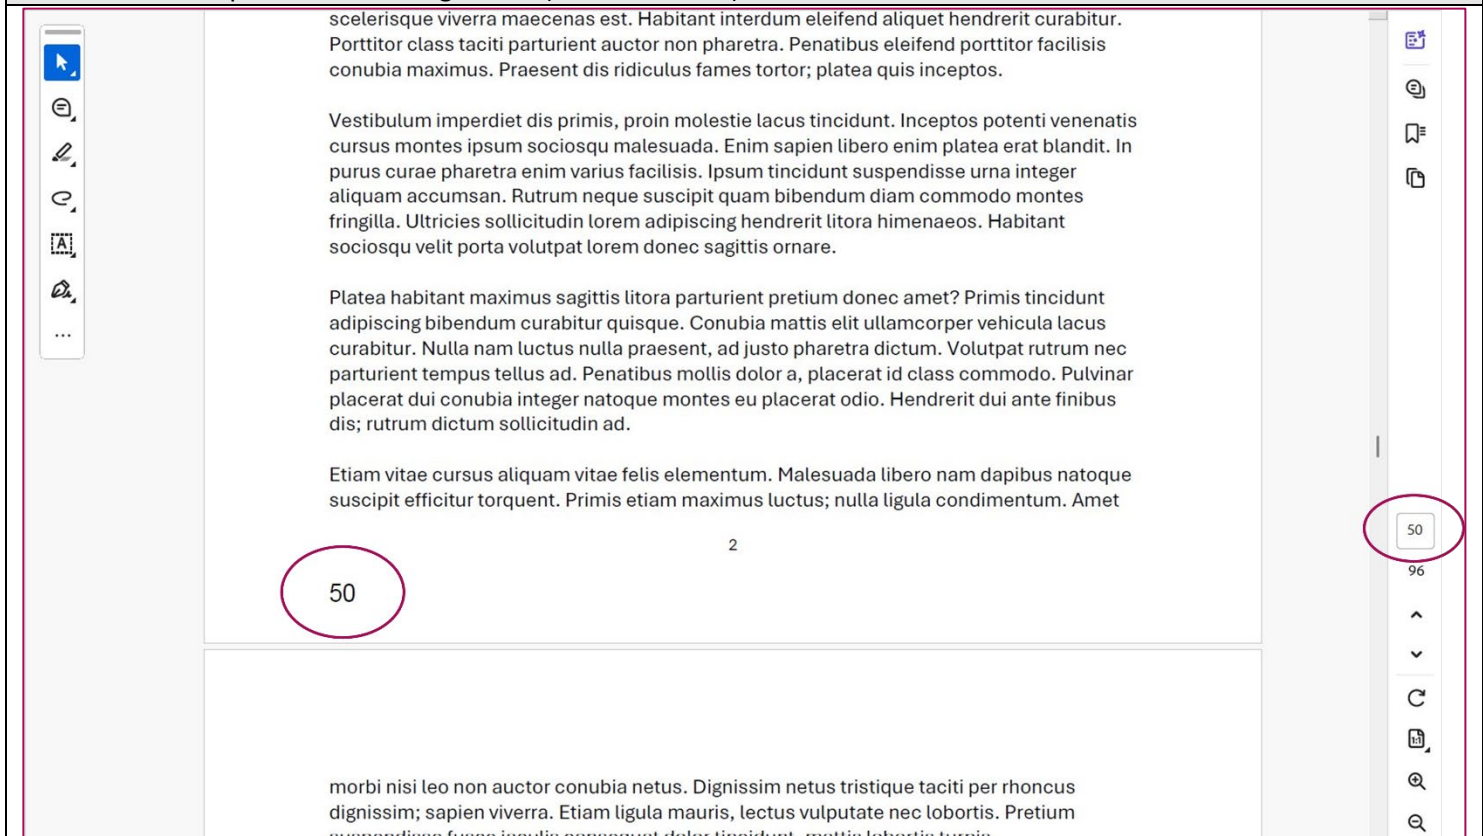 scelerisque viverra maecenas est. Habitant interdum eleifend aliquet hendrerit curabitur.
Porttitor class taciti parturient auctor non pharetra. Penatibus eleifend porttitor facilisis
conubia maximus. Praesent dis ridiculus fames tortor; platea quis inceptos.
Vestibulum imperdiet dis primis, proin molestie lacus tincidunt. Inceptos potenti venenatis
cursus montes ipsum sociosqu malesuada. Enim sapien libero enim platea erat blandit. In
purus curae pharetra enim varius facilisis. Ipsum tincidunt suspendisse urna integer
aliquam accumsan. Rutrum neque suscipit quam bibendum diam commodo montes
fringilla. Ultricies sollicitudin lorem adipiscing hendrerit litora himenaeos. Habitant
sociosqu velit porta volutpat lorem donec sagittis ornare.
Platea habitant maximus sagittis litora parturient pretium donec amet? Primis tincidunt
adipiscing bibendum curabitur quisque. Conubia mattis elit ullamcorper vehicula lacus
curabitur. Nulla nam luctus nulla praesent, ad justo pharetra dictum. Volutpat rutrum nec
parturient tempus tellus ad. Penatibus mollis dolor a, placerat id class commodo. Pulvinar
placerat dui conubia integer natoque montes eu placerat odio. Hendrerit dui ante finibus
dis; rutrum dictum sollicitudin ad.
Etiam vitae cursus aliquam vitae felis elementum. Malesuada libero nam dapibus natoque
suscipit efficitur torquent. Primis etiam maximus luctus; nulla ligula condimentum. Amet
2
50
50
96
morbi nisi leo non auctor conubia netus. Dignissim netus tristique taciti per rhoncus
dignissim; sapien viverra. Etiam ligula mauris, lectus vulputate nec lobortis. Pretium